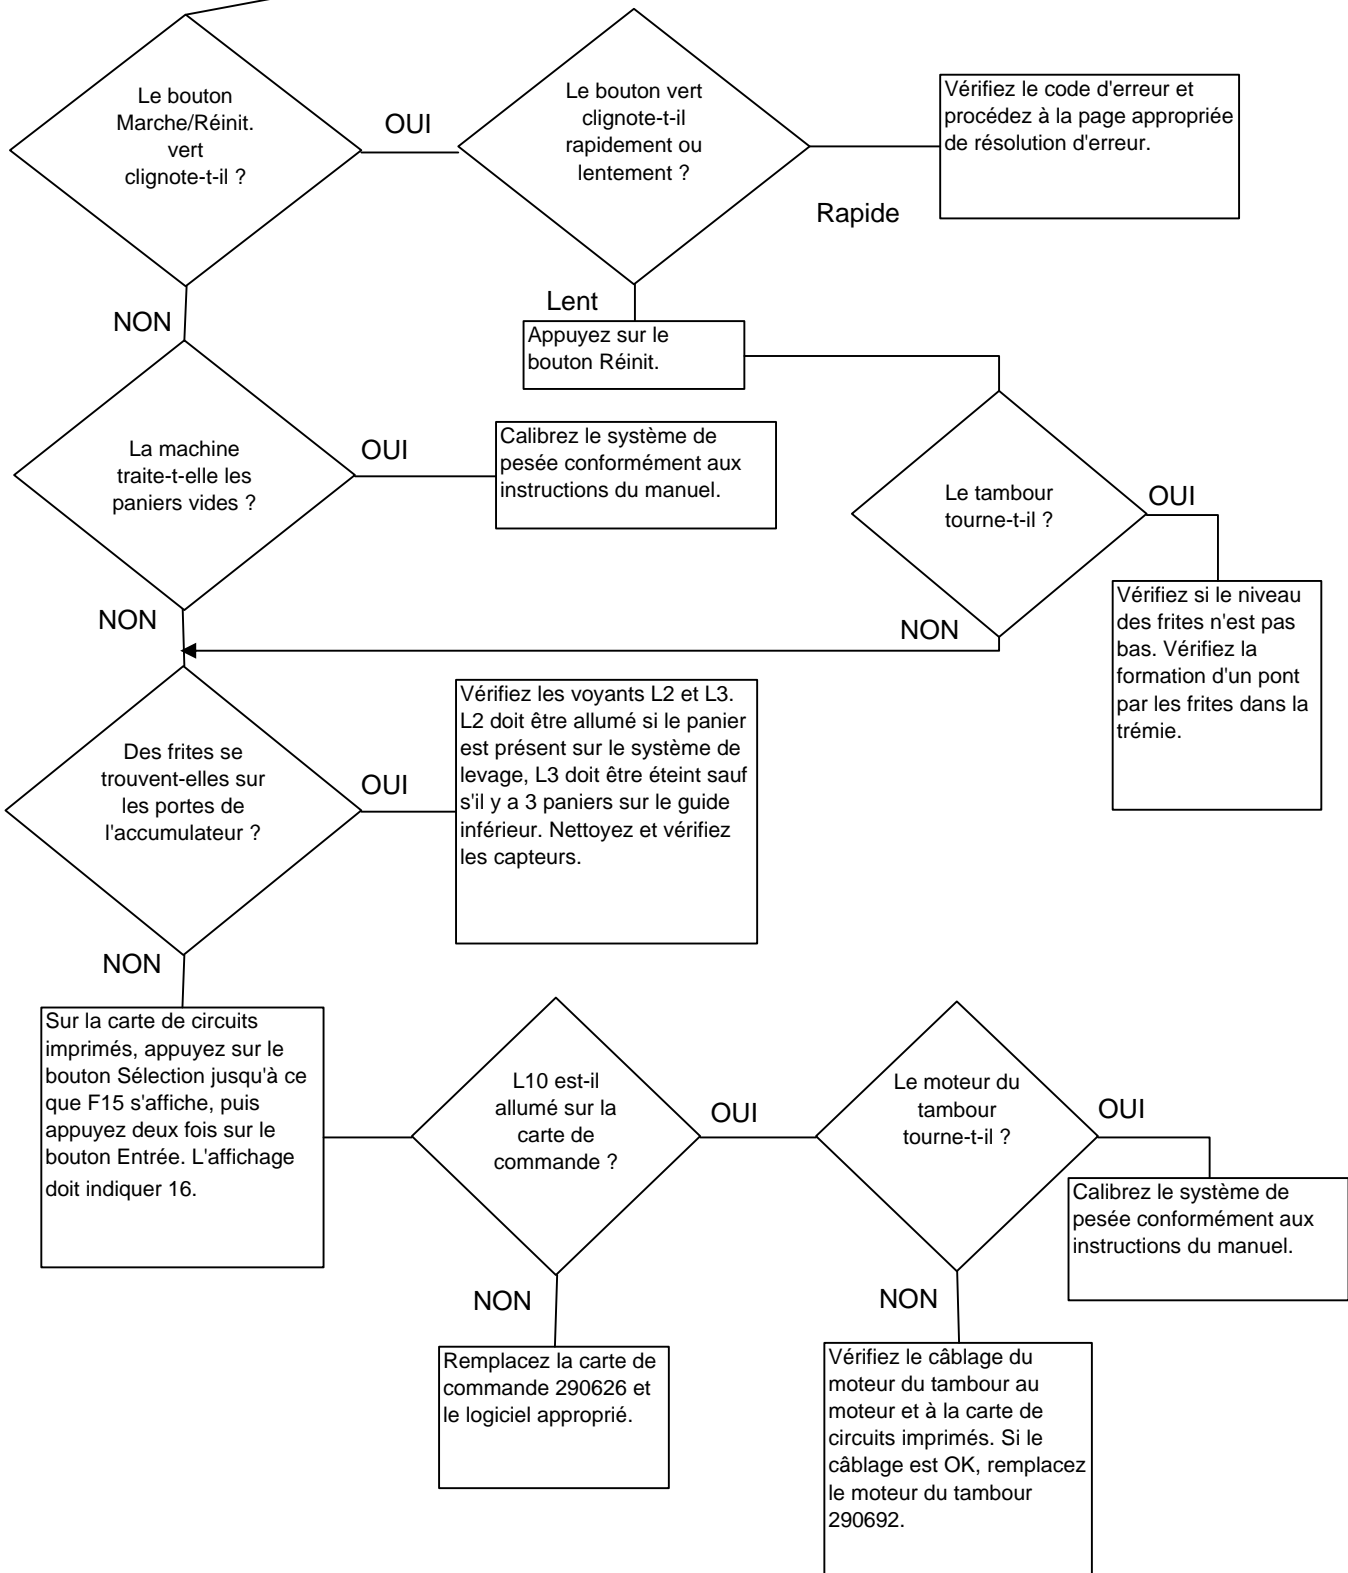 Le bouton
Marche/Réinit.
vert
clignote-t-il ?
OUI
Le bouton vert
clignote-t-il
rapidement ou
lentement ?
Vérifiez le code d'erreur et
procédez à la page appropriée
de résolution d'erreur.
Rapide
Lent
NON
Appuyez sur le
bouton Réinit.
La machine
traite-t-elle les
paniers vides ?
OUI
Calibrez le système de
pesée conformément aux
instructions du manuel.
Le tambour
tourne-t-il ?
OUI
NON
NON
Vérifiez si le niveau
des frites n'est pas
bas. Vérifiez la
formation d'un pont
par les frites dans la
trémie.
Des frites se
trouvent-elles sur
les portes de
l'accumulateur ?
OUI
Vérifiez les voyants L2 et L3.
L2 doit être allumé si le panier
est présent sur le système de
levage, L3 doit être éteint sauf
s'il y a 3 paniers sur le guide
inférieur. Nettoyez et vérifiez
les capteurs.
NON
Sur la carte de circuits
imprimés, appuyez sur le
bouton Sélection jusqu'à ce
que F15 s'affiche, puis
appuyez deux fois sur le
bouton Entrée. L'affichage
doit indiquer 16.
L10 est-il
allumé sur la
carte de
commande ?
OUI
Le moteur du
tambour
tourne-t-il ?
OUI
Calibrez le système de
pesée conformément aux
instructions du manuel.
NON
NON
Remplacez la carte de
commande 290626 et
le logiciel approprié.
Vérifiez le câblage du
moteur du tambour au
moteur et à la carte de
circuits imprimés. Si le
câblage est OK, remplacez
le moteur du tambour
290692.